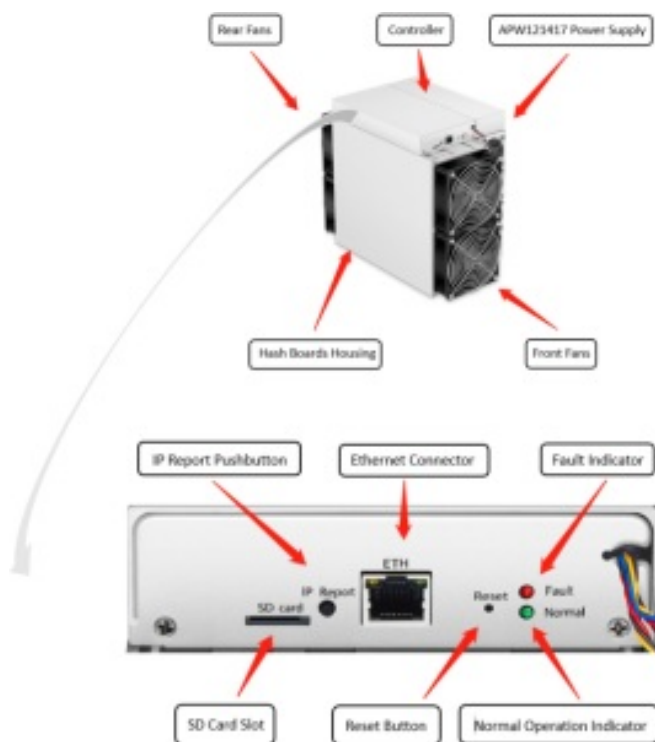 Rear Fans
Controller
APW121417 Power Supply
Hash Boards Housing
Front Fans
IP Report Pushbutton
Ethernet Connector
Fault Indicator
ETH
IP Report
SD card
Reset
Fault
Normal
SD Card Slot
Reset Button
Normal Operation Indicator